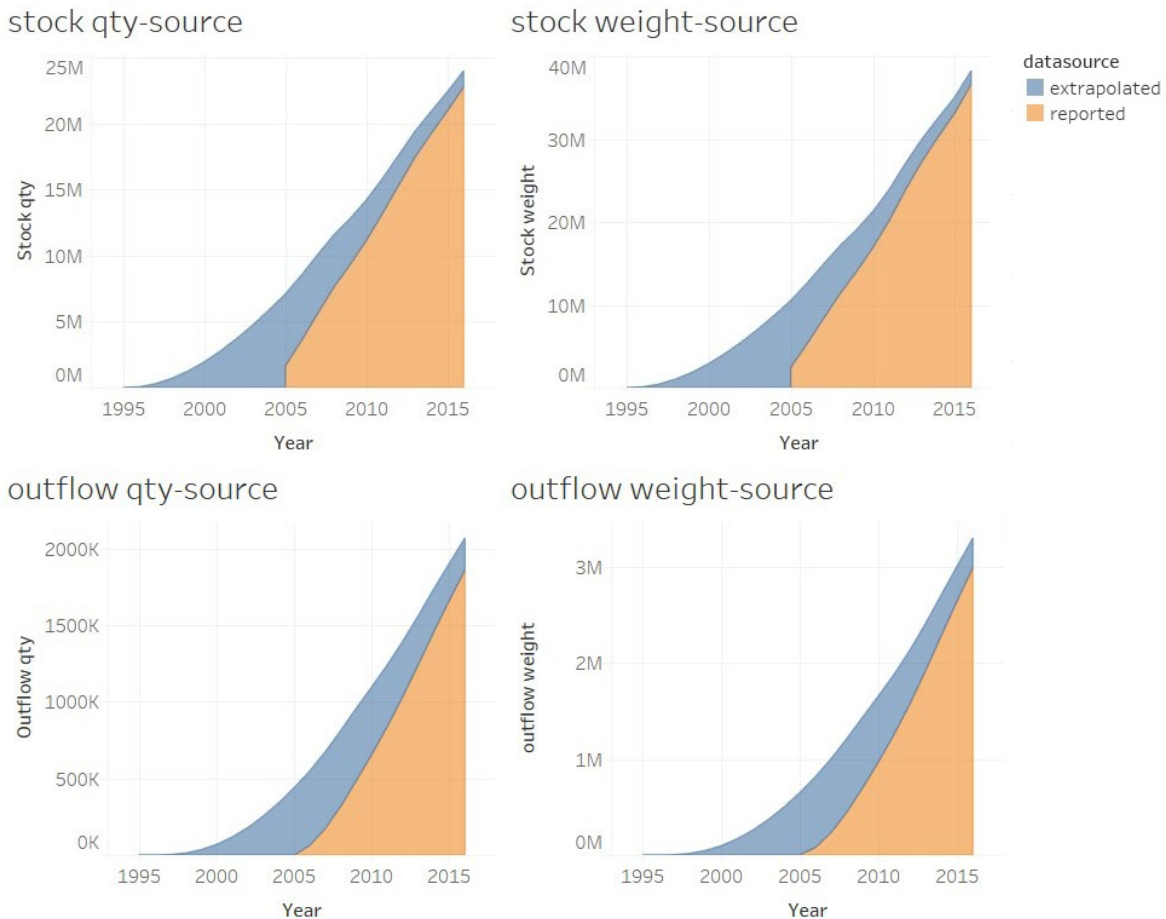 stock qty-source
stock weight-source
datasource
extrapolated
reported
25M
20M
15M
10M
5M
0M
Stock qty
1995 2000 2005 2010 2015
Year
40M
30M
20M
10M
0M
Stock weight
1995 2000 2005 2010 2015
Year
outflow qty-source
outflow weight-source
2000K
1500K
1000K
500K
0K
Outflow qty
1995 2000 2005 2010 2015
Year
3M
2M
1M
0M
outflow weight
1995 2000 2005 2010 2015
Year